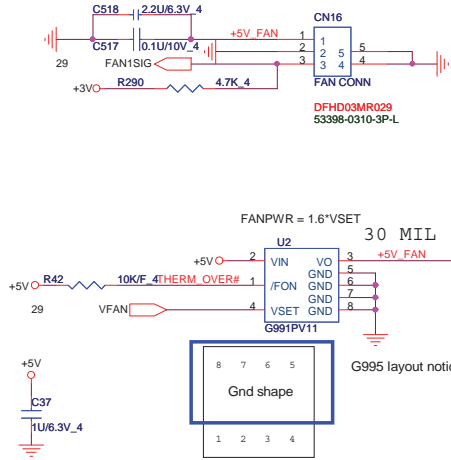 C518 2.2U/6.3V_4
CN16
C517 0.1U/10V_4
+5V_FAN 1 1
2 2 5 5
29 FAN1SIG 3 3 4 4
FAN CONN
+3V R290 4.7K_4
DFHD03MR029
53398-0310-3P-L
FANPWR = 1.6*VSET
U2 30 MIL
+5V 2 VIN VO 3 +5V_FAN
GND 5
+5V R42 10K/F_4 THERM_OVER# 1 /FON GND 6
GND 7
29 VFAN 4 VSET GND 8
G991PV11
+5V
8 7 6 5
G995 layout notic
Gnd shape
C37
1U/6.3V_4
1 2 3 4